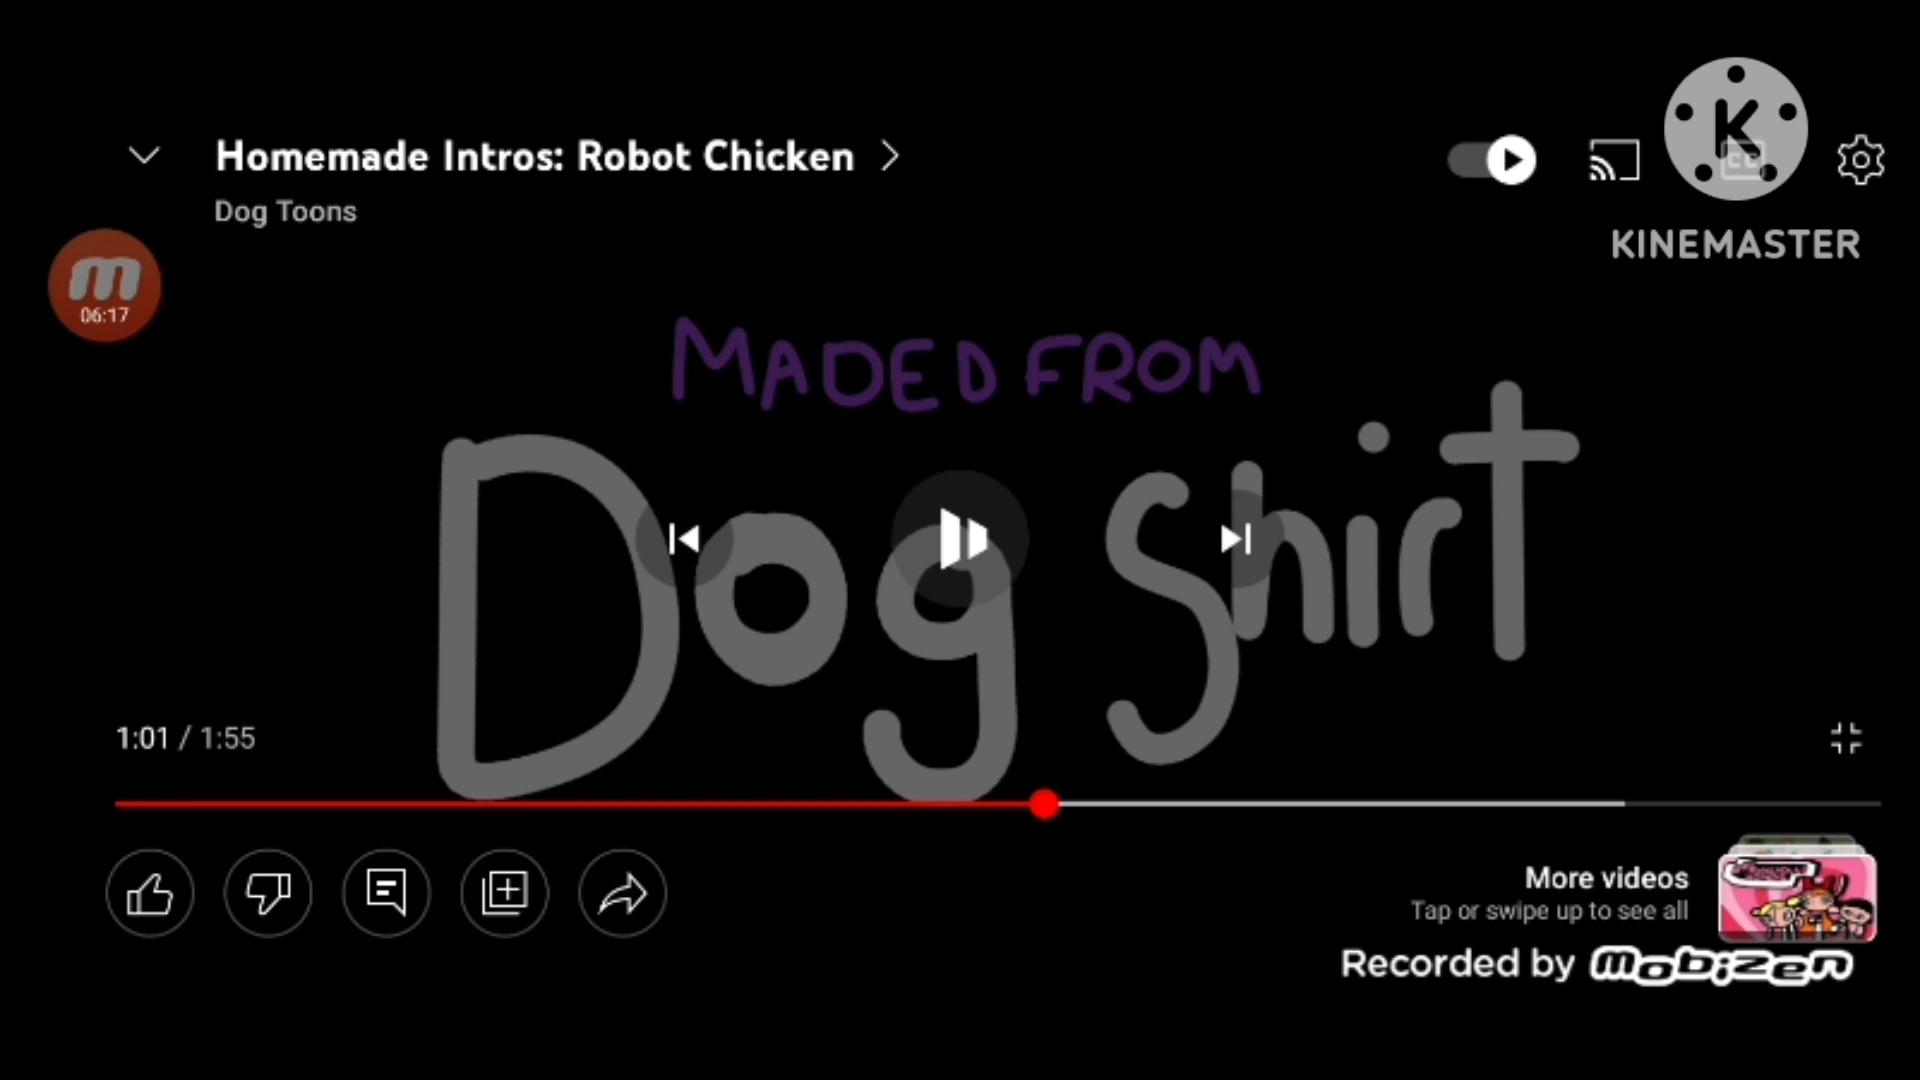 Homemade Intros: Robot Chicken
Dog Toons
K
CC
KINEMASTER
m
06:17
MADED FROM
Dog Shirt
1:01 / 1:55
More videos
Tap or swipe up to see all
Recorded by mobizen